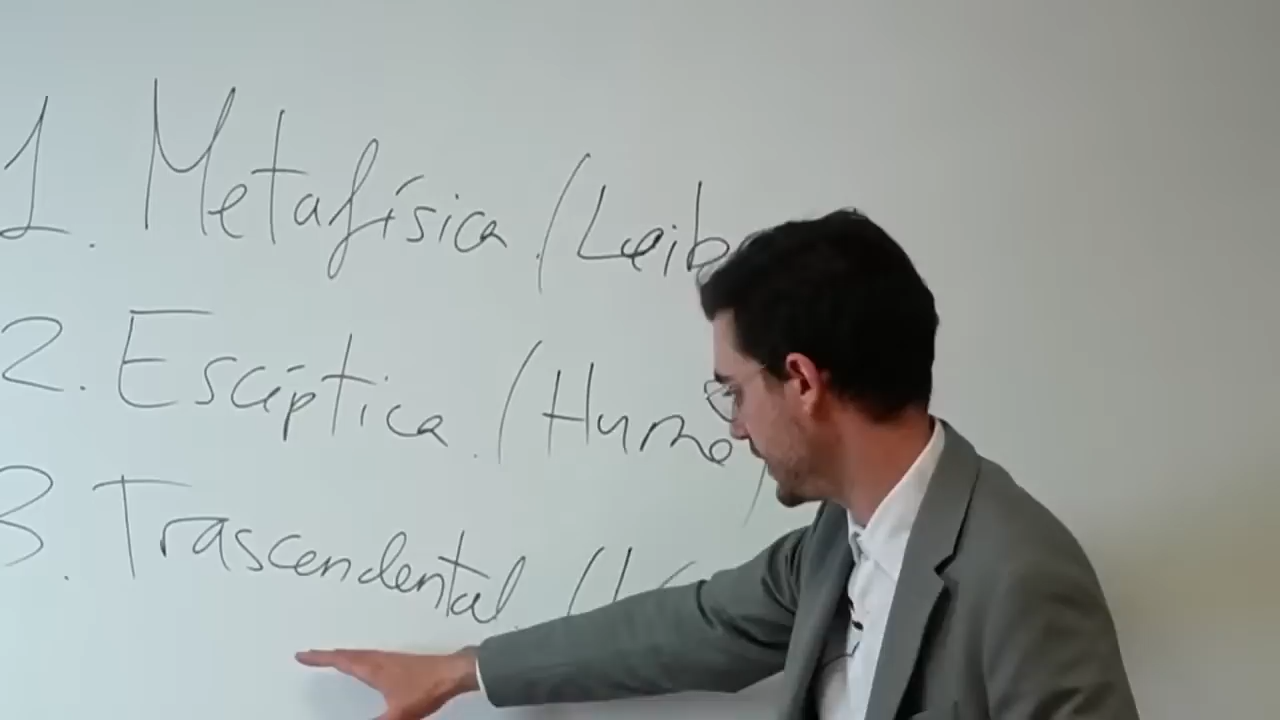 1. Metafísica (Leib
2. Escéptica (Hume)
3. Trascendental (K